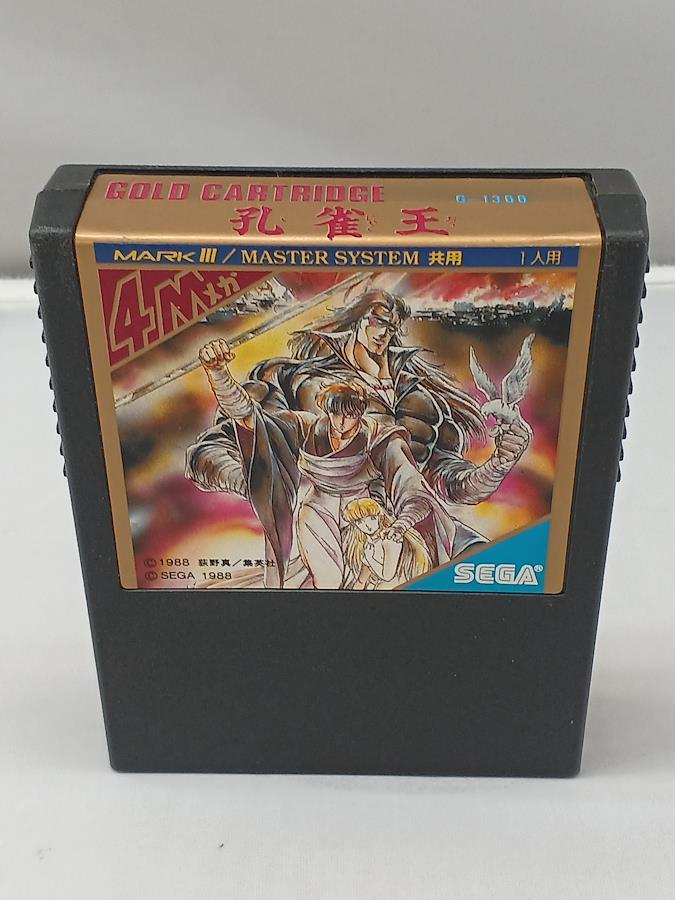 GOLD CARTRIDGE
G-1366
孔雀王
MARK III / MASTER SYSTEM 共用
1人用
4Mメガ
©1988 荻野真/集英社
©SEGA 1988
SEGA®